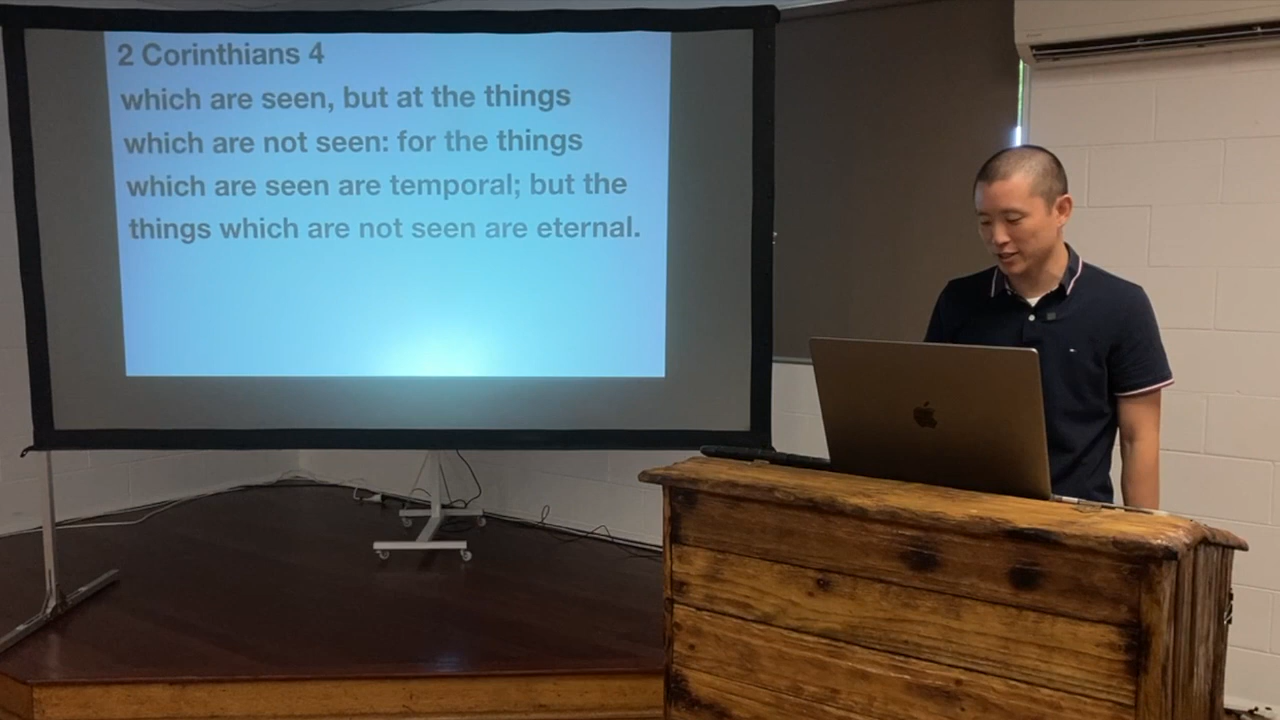 2 Corinthians 4
which are seen, but at the things
which are not seen: for the things
which are seen are temporal; but the
things which are not seen are eternal.